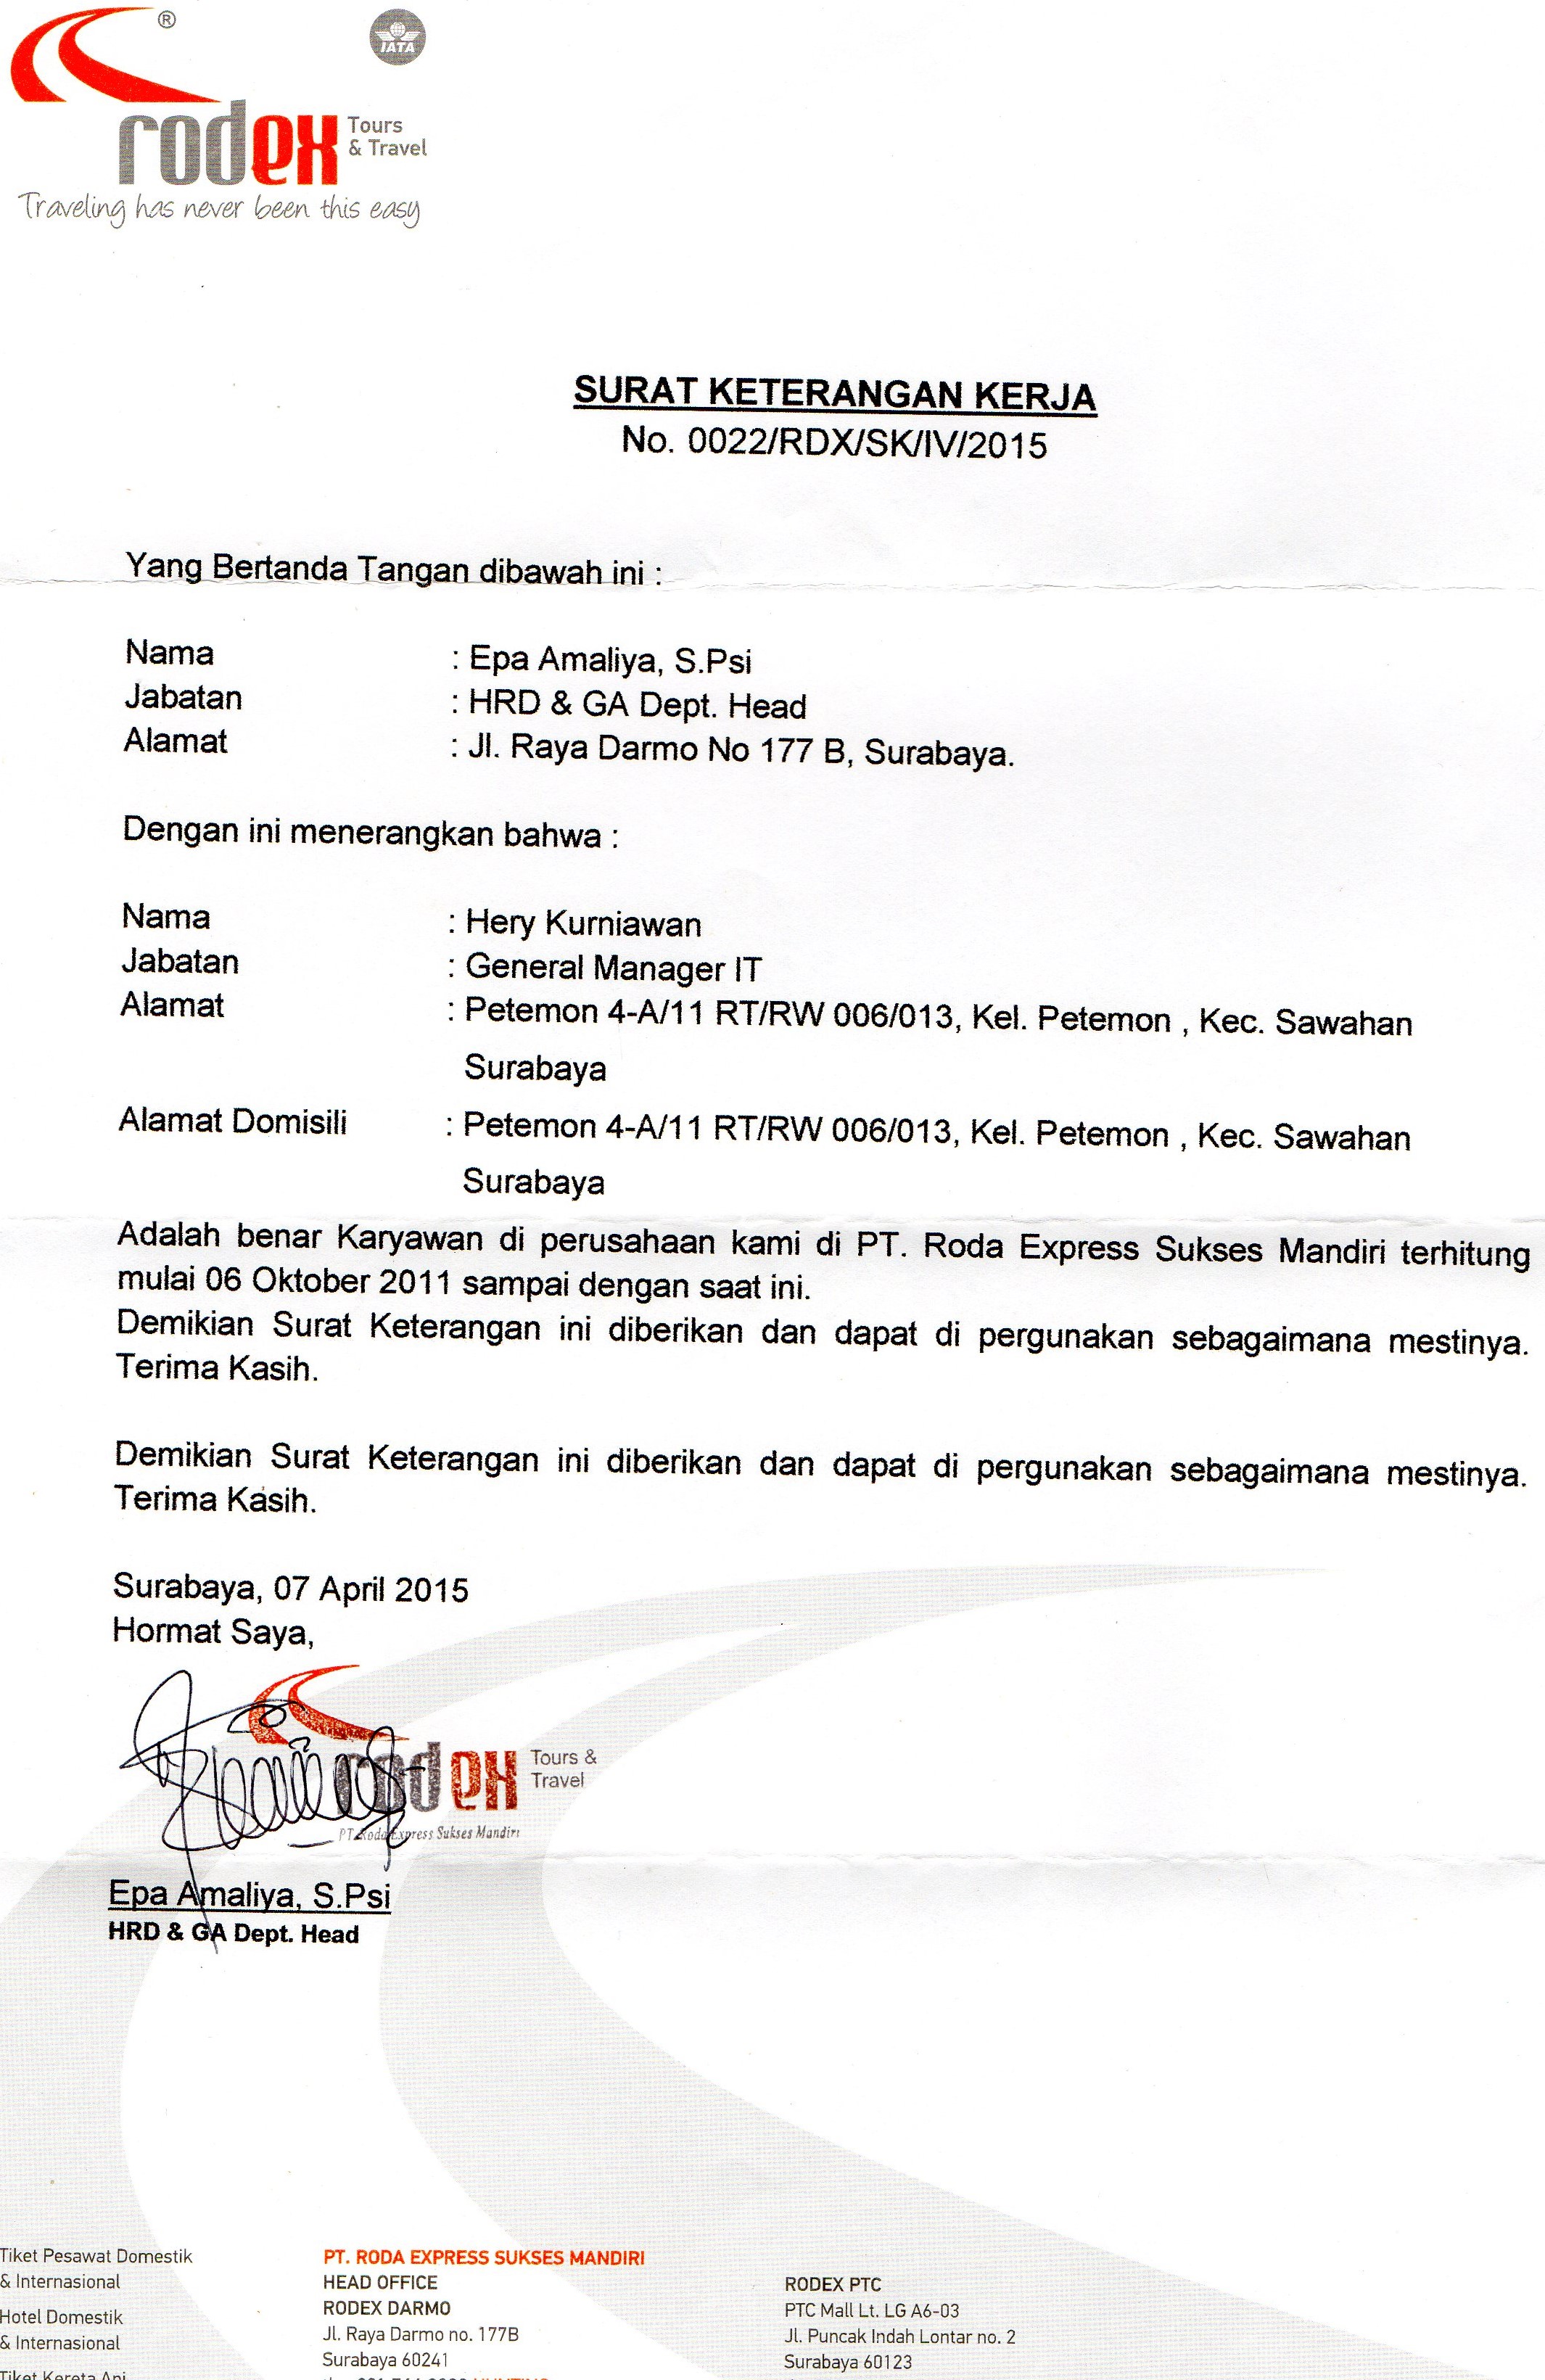 ®
IATA
rodex Tours
& Travel
Traveling has never been this easy
SURAT KETERANGAN KERJA
No. 0022/RDX/SK/IV/2015
Yang Bertanda Tangan dibawah ini :
Nama : Epa Amaliya, S.Psi
Jabatan : HRD & GA Dept. Head
Alamat : Jl. Raya Darmo No 177 B, Surabaya.
Dengan ini menerangkan bahwa :
Nama : Hery Kurniawan
Jabatan : General Manager IT
Alamat : Petemon 4-A/11 RT/RW 006/013, Kel. Petemon , Kec. Sawahan
Surabaya
Alamat Domisili : Petemon 4-A/11 RT/RW 006/013, Kel. Petemon , Kec. Sawahan
Surabaya
Adalah benar Karyawan di perusahaan kami di PT. Roda Express Sukses Mandiri terhitung
mulai 06 Oktober 2011 sampai dengan saat ini.
Demikian Surat Keterangan ini diberikan dan dapat di pergunakan sebagaimana mestinya.
Terima Kasih.
Demikian Surat Keterangan ini diberikan dan dapat di pergunakan sebagaimana mestinya.
Terima Kasih.
Surabaya, 07 April 2015
Hormat Saya,
rodex Tours &
Travel
PT. Roda Express Sukses Mandiri
Epa Amaliya, S.Psi
HRD & GA Dept. Head
Tiket Pesawat Domestik
& Internasional
Hotel Domestik
& Internasional
Tiket Kereta Api
PT. RODA EXPRESS SUKSES MANDIRI
HEAD OFFICE
RODEX DARMO
Jl. Raya Darmo no. 177B
Surabaya 60241
RODEX PTC
PTC Mall Lt. LG A6-03
Jl. Puncak Indah Lontar no. 2
Surabaya 60123